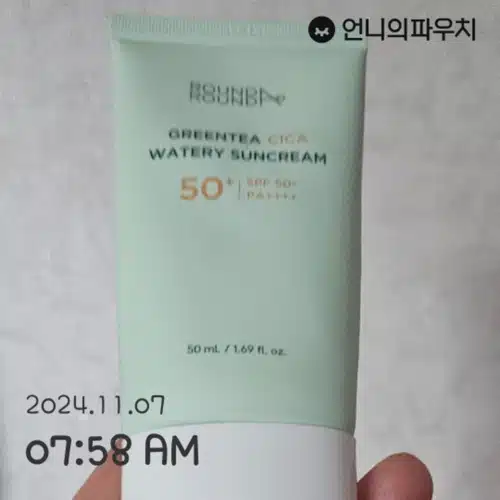 언니의파우치
ROUND A
ROUND
GREENTEA CICA
WATERY SUNCREAM
50+ SPF 50+
PA++++
50 mL / 1.69 fl. oz.
2024.11.07
07:58 AM